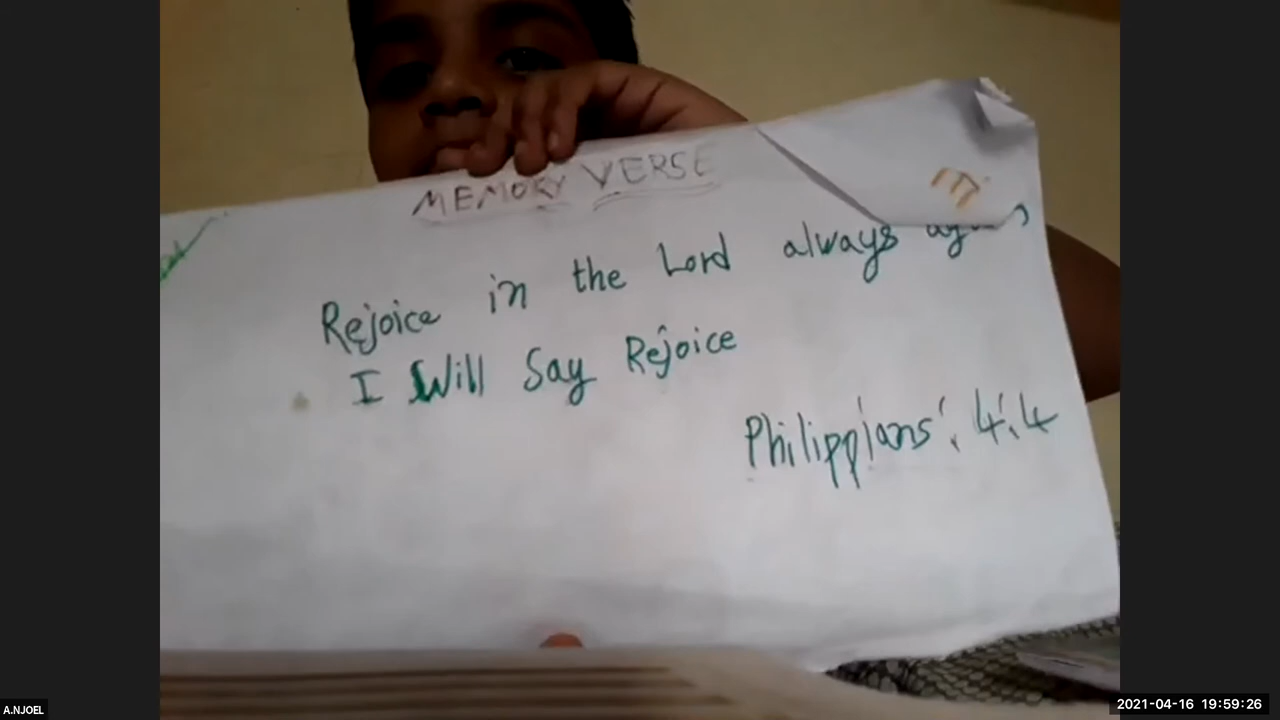 MEMORY VERSE
Rejoice in the Lord always
I Will Say Rejoice
Philippians: 4:4
A.NJOEL
2021-04-16 19:59:26